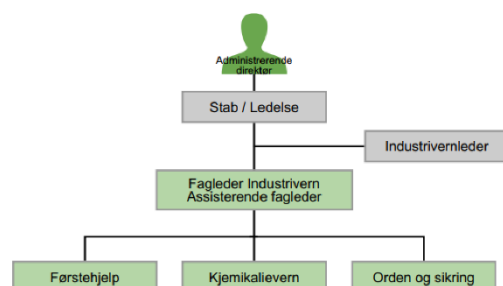 Administrerende
direktør
Stab / Ledelse
Industrivernleder
Fagleder Industrivern
Assisterende fagleder
Førstehjelp
Kjemikalievern
Orden og sikring